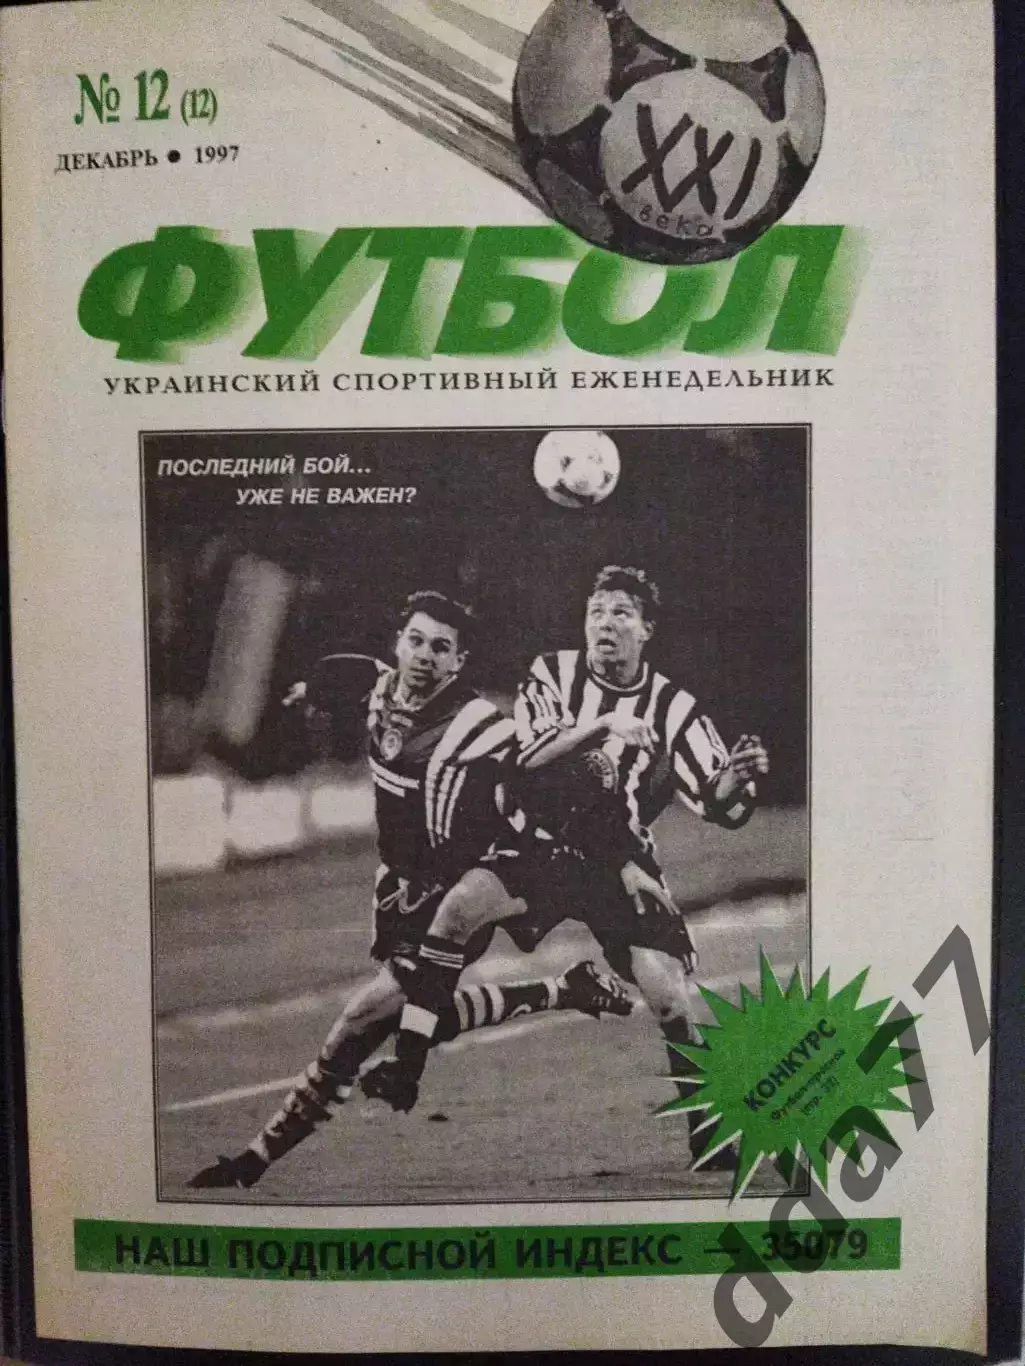 № 12 (12)
ДЕКАБРЬ • 1997
XXI
века
ФУТБОЛ
УКРАИНСКИЙ СПОРТИВНЫЙ ЕЖЕНЕДЕЛЬНИК
ПОСЛЕДНИЙ БОЙ...
УЖЕ НЕ ВАЖЕН?
КОНКУРС
НАШ ПОДПИСНОЙ ИНДЕКС — 35079
dda77